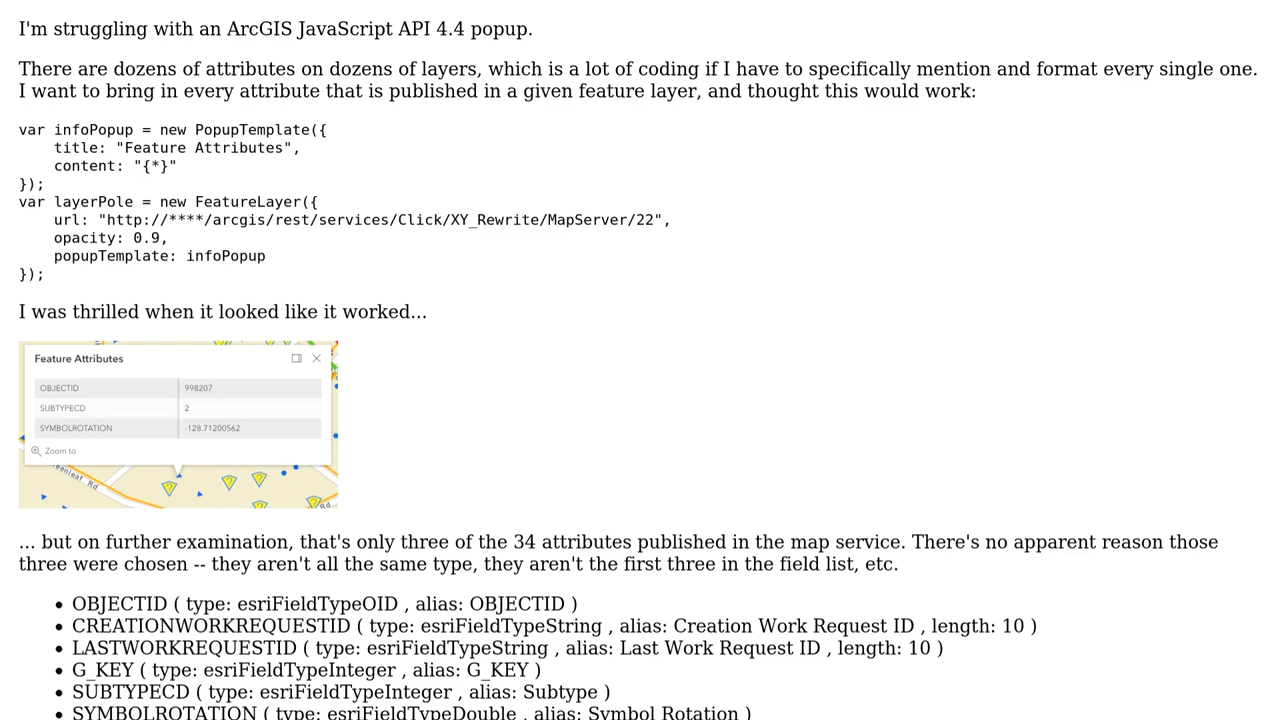 I'm struggling with an ArcGIS JavaScript API 4.4 popup.
There are dozens of attributes on dozens of layers, which is a lot of coding if I have to specifically mention and format every single one.
I want to bring in every attribute that is published in a given feature layer, and thought this would work:
var infoPopup = new PopupTemplate({
    title: "Feature Attributes",
    content: "{*}"
});
var layerPole = new FeatureLayer({
    url: "http://****/arcgis/rest/services/Click/XY_Rewrite/MapServer/22",
    opacity: 0.9,
    popupTemplate: infoPopup
});
I was thrilled when it looked like it worked...
Feature Attributes
OBJECTID 998207
SUBTYPECD 2
SYMBOLROTATION -128.71200562
Zoom to
eenleaf Rd
Rd
... but on further examination, that's only three of the 34 attributes published in the map service. There's no apparent reason those
three were chosen -- they aren't all the same type, they aren't the first three in the field list, etc.
• OBJECTID ( type: esriFieldTypeOID , alias: OBJECTID )
• CREATIONWORKREQUESTID ( type: esriFieldTypeString , alias: Creation Work Request ID , length: 10 )
• LASTWORKREQUESTID ( type: esriFieldTypeString , alias: Last Work Request ID , length: 10 )
• G_KEY ( type: esriFieldTypeInteger , alias: G_KEY )
• SUBTYPECD ( type: esriFieldTypeInteger , alias: Subtype )
• SYMBOLROTATION ( type: esriFieldTypeDouble , alias: Symbol Rotation )